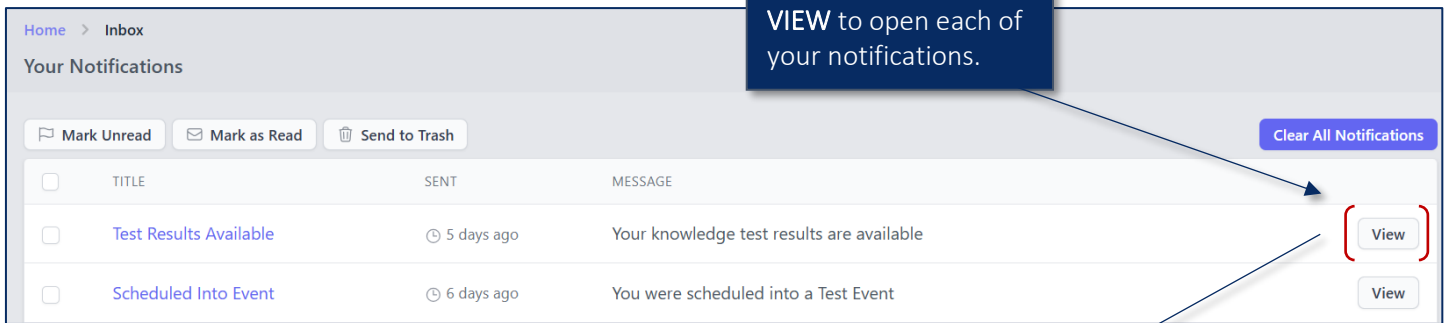 VIEW to open each of
your notifications.
Home > Inbox
Your Notifications
Mark Unread Mark as Read Send to Trash Clear All Notifications
TITLE SENT MESSAGE
Test Results Available 5 days ago Your knowledge test results are available View
Scheduled Into Event 6 days ago You were scheduled into a Test Event View